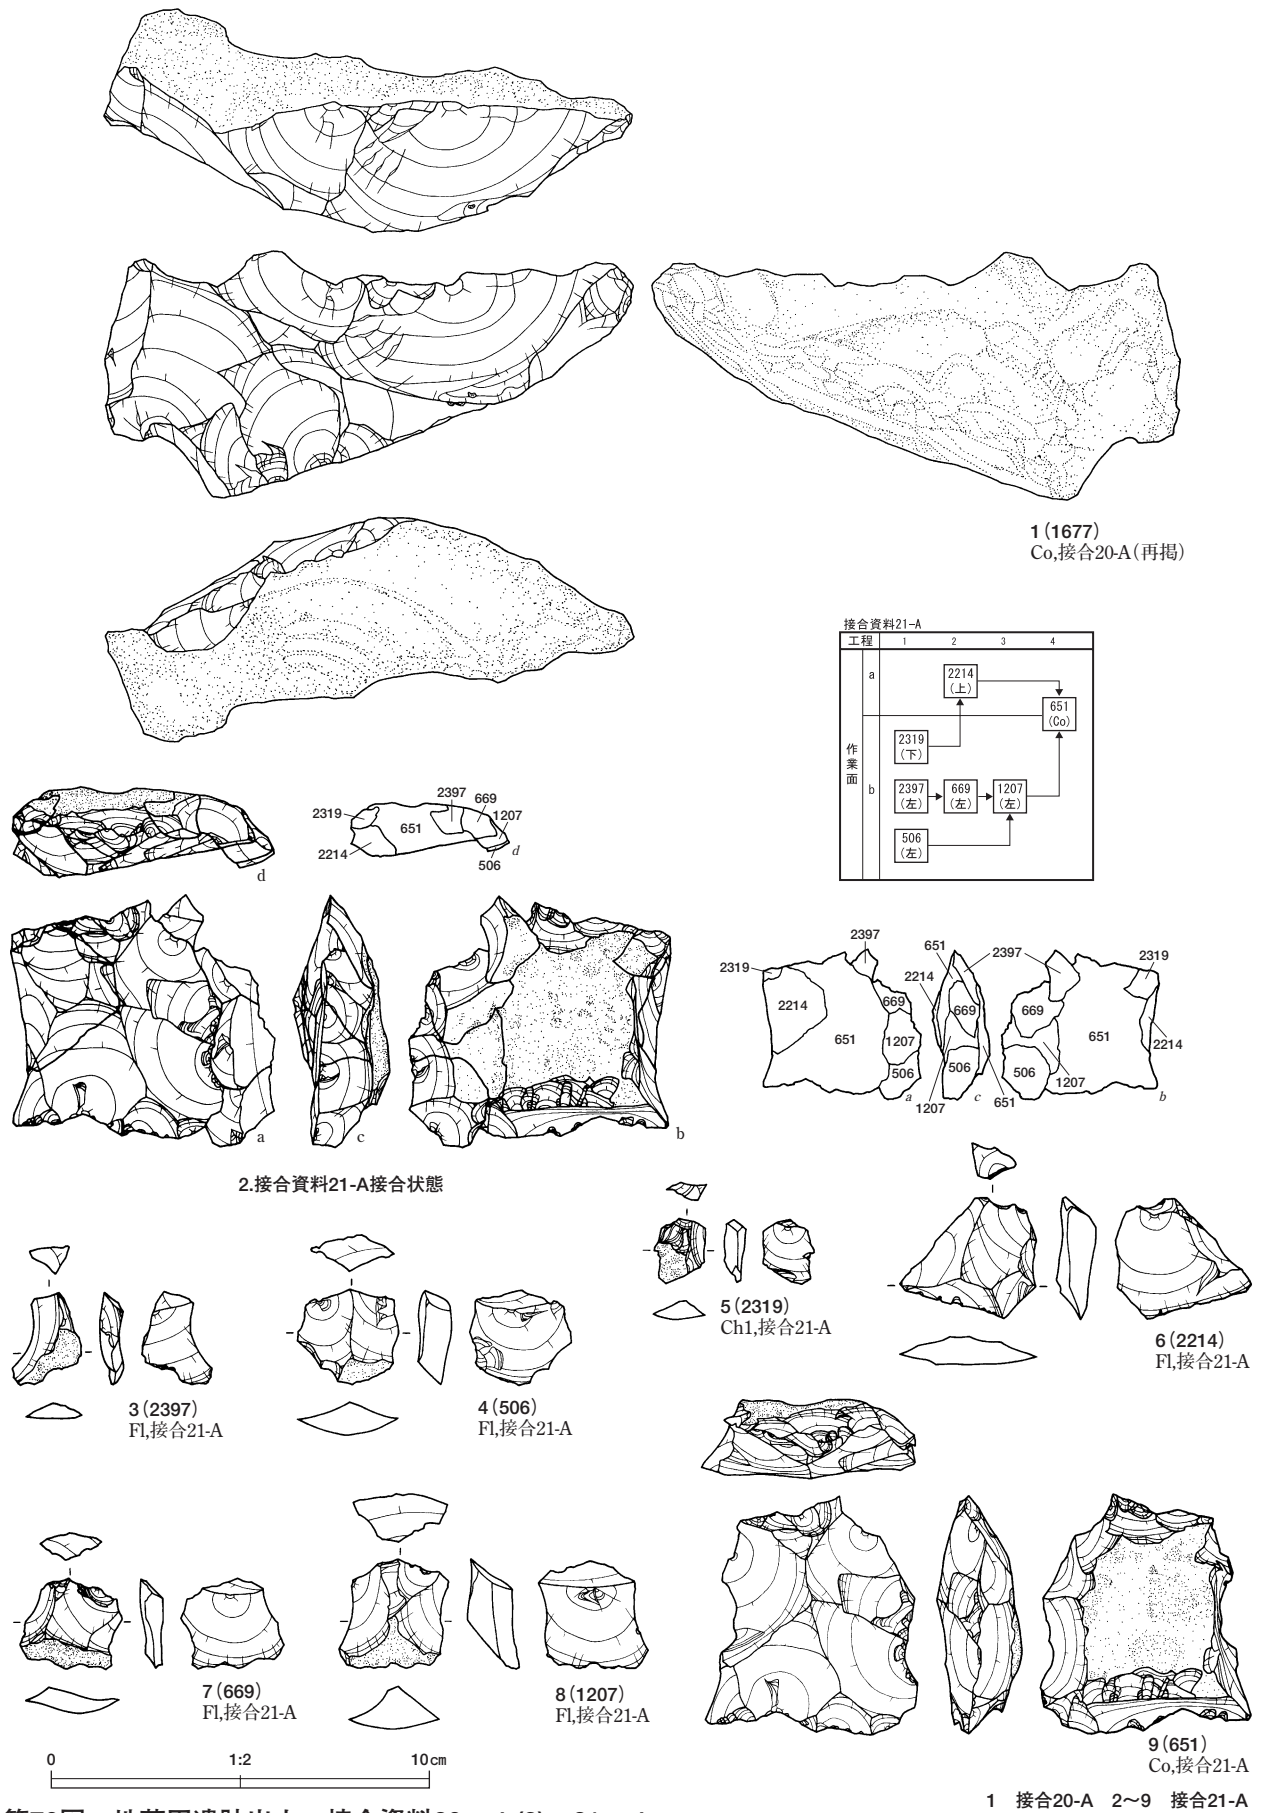 1（1677）
Co,接合20-A（再掲）
接合資料21-A
工程 1 2 3 4
作業面
a
2214
（上）
651
（Co）
2319
（下）
b
2397
（左）
669
（左）
1207
（左）
506
（左）
2397
669
1207
2319
651
2214
506
d
d
2397
651
2397
2319
2319
2214
669
669
2214
651
651
1207
506
506
506
1207
2214
1207
651
a
c
b
a
c
b
2.接合資料21-A接合状態
3（2397）
Fl,接合21-A
4（506）
Fl,接合21-A
5（2319）
Ch1,接合21-A
6（2214）
Fl,接合21-A
7（669）
Fl,接合21-A
8（1207）
Fl,接合21-A
9（651）
Co,接合21-A
0 1:2 10cm
1 接合20-A 2～9 接合21-A